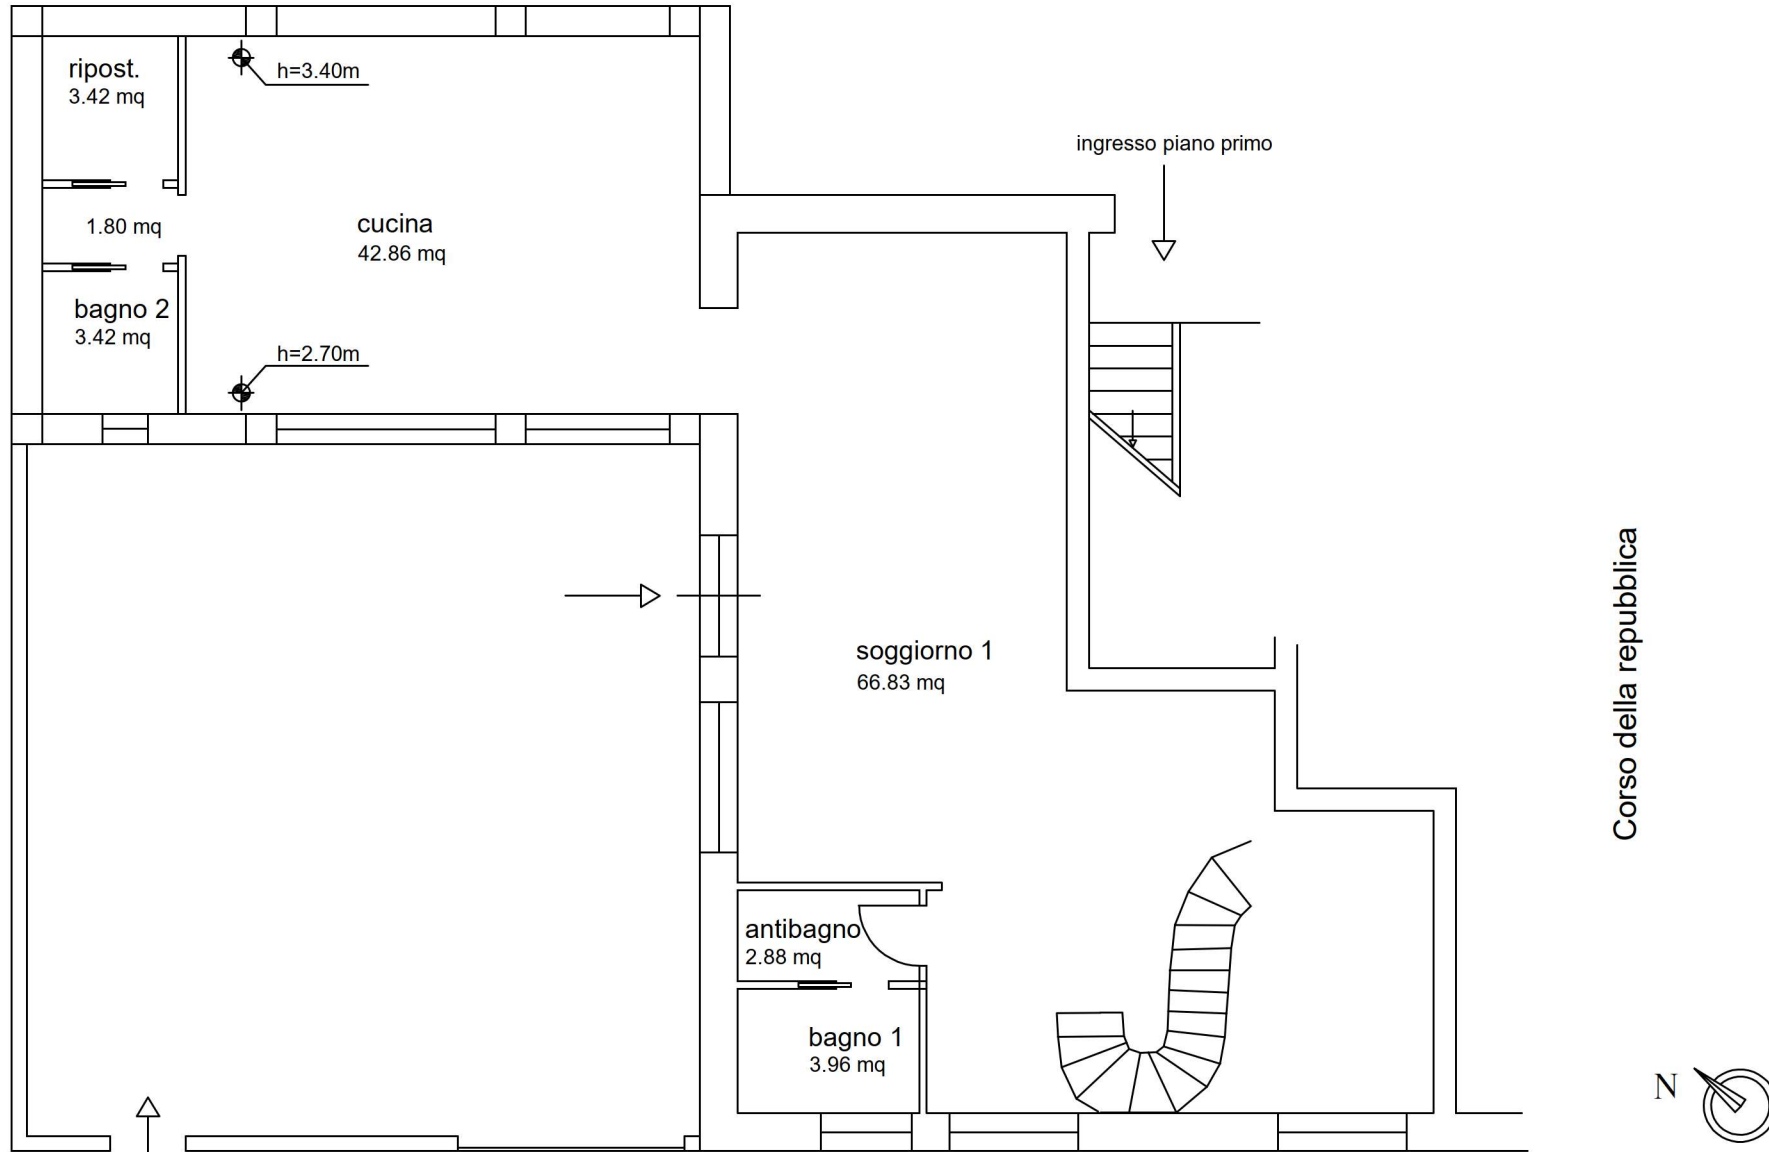 ripost.
3.42 mq
h=3.40m
ingresso piano primo
1.80 mq
cucina
42.86 mq
bagno 2
3.42 mq
h=2.70m
soggiorno 1
66.83 mq
Corso della repubblica
antibagno
2.88 mq
bagno 1
3.96 mq
N